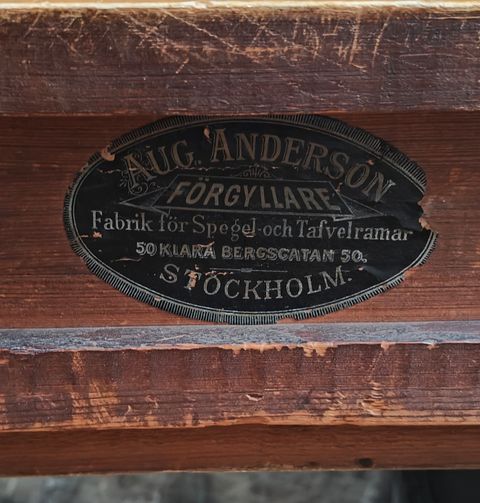 AUG. ANDERSON
FÖRGYLLARE
Fabrik för Spegel-och Tafvelramar
50 KLARA BERGSGATAN 50.
STOCKHOLM.